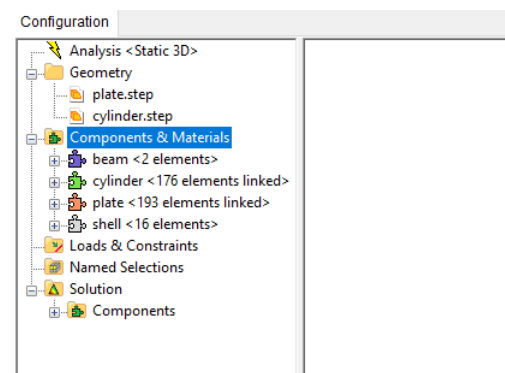 Configuration
Analysis <Static 3D>
Geometry
plate.step
cylinder.step
Components & Materials
beam <2 elements>
cylinder <176 elements linked>
plate <193 elements linked>
shell <16 elements>
Loads & Constraints
Named Selections
Solution
Components